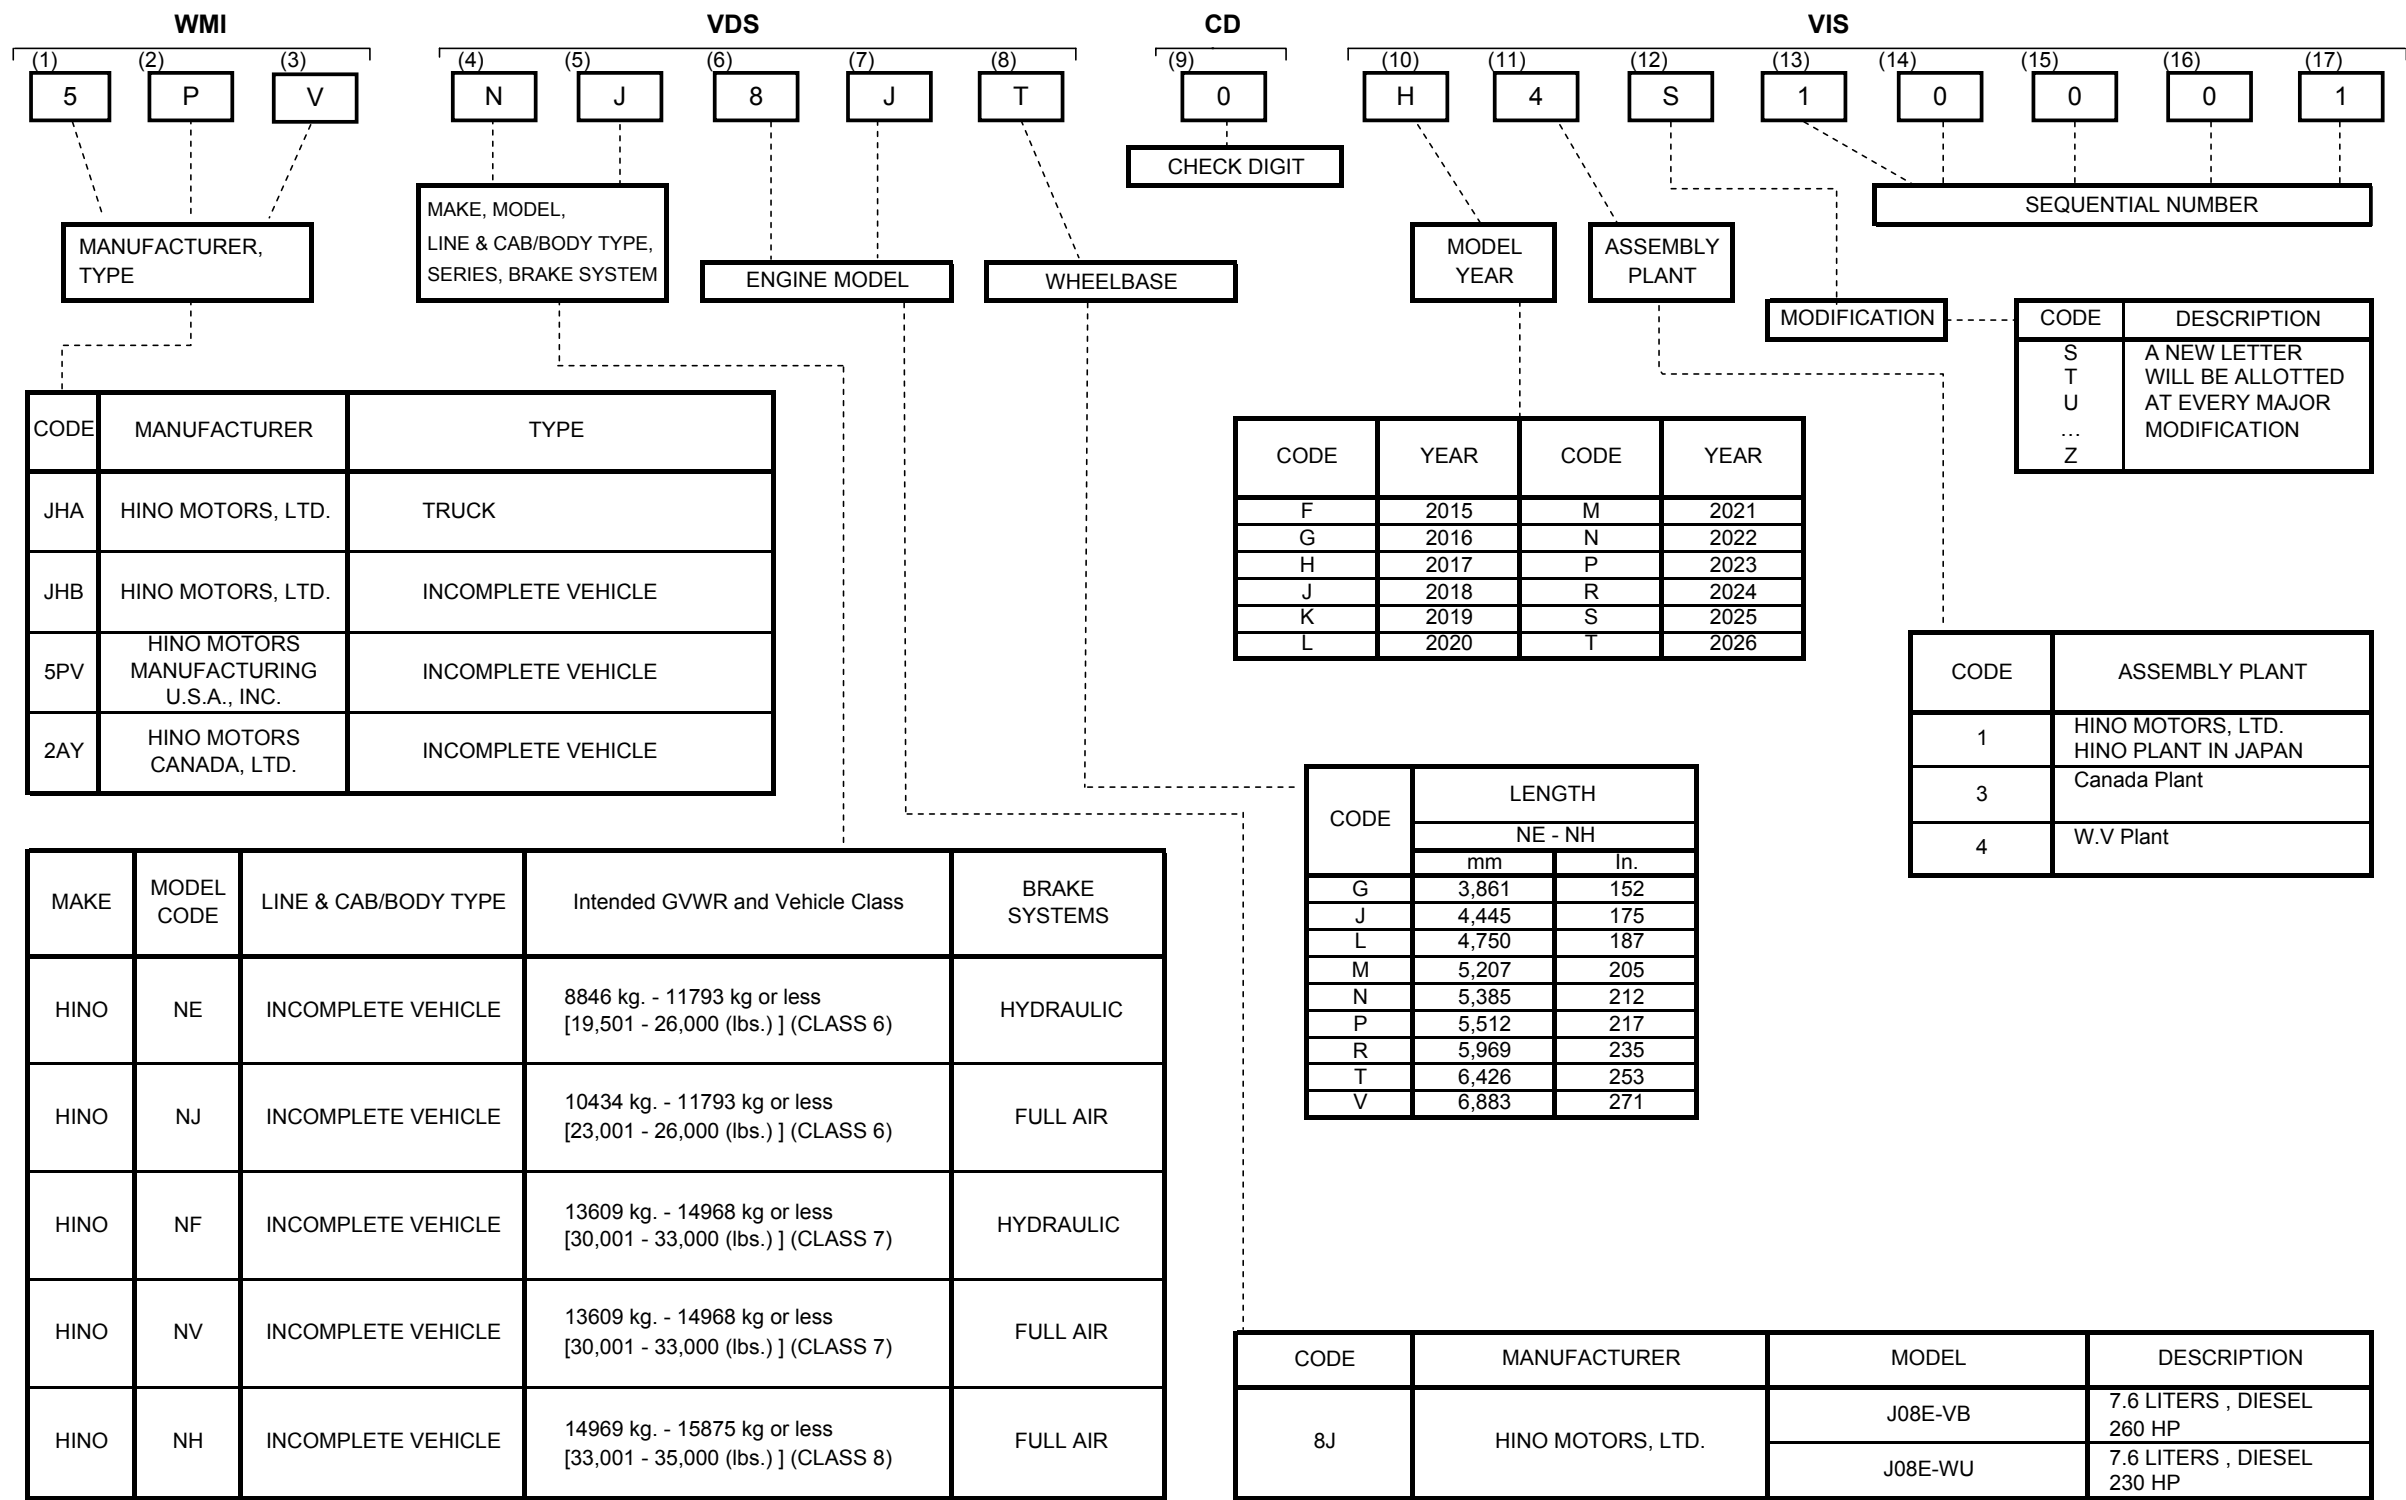 WMI VDS CD VIS
(1) (2) (3) (4) (5) (6) (7) (8) (9) (10) (11) (12) (13) (14) (15) (16) (17)
5 P V N J 8 J T 0 H 4 S 1 0 0 0 1
CHECK DIGIT
MANUFACTURER,
TYPE
MAKE, MODEL,
LINE & CAB/BODY TYPE,
SERIES, BRAKE SYSTEM
ENGINE MODEL
WHEELBASE
MODEL
YEAR
ASSEMBLY
PLANT
SEQUENTIAL NUMBER
MODIFICATION
CODE DESCRIPTION
S A NEW LETTER
T WILL BE ALLOTTED
U AT EVERY MAJOR
… MODIFICATION
Z
CODE MANUFACTURER TYPE
JHA HINO MOTORS, LTD. TRUCK
JHB HINO MOTORS, LTD. INCOMPLETE VEHICLE
HINO MOTORS
5PV MANUFACTURING INCOMPLETE VEHICLE
U.S.A., INC.
HINO MOTORS
2AY INCOMPLETE VEHICLE
CANADA, LTD.
CODE YEAR CODE YEAR
F 2015 M 2021
G 2016 N 2022
H 2017 P 2023
J 2018 R 2024
K 2019 S 2025
L 2020 T 2026
CODE ASSEMBLY PLANT
1 HINO MOTORS, LTD.
HINO PLANT IN JAPAN
3 Canada Plant
4 W.V Plant
CODE LENGTH
NE - NH
mm In.
G 3,861 152
J 4,445 175
L 4,750 187
M 5,207 205
N 5,385 212
P 5,512 217
R 5,969 235
T 6,426 253
V 6,883 271
MAKE MODEL CODE LINE & CAB/BODY TYPE Intended GVWR and Vehicle Class BRAKE SYSTEMS
HINO NE INCOMPLETE VEHICLE 8846 kg. - 11793 kg or less HYDRAULIC
[19,501 - 26,000 (lbs.) ] (CLASS 6)
HINO NJ INCOMPLETE VEHICLE 10434 kg. - 11793 kg or less FULL AIR
[23,001 - 26,000 (lbs.) ] (CLASS 6)
HINO NF INCOMPLETE VEHICLE 13609 kg. - 14968 kg or less HYDRAULIC
[30,001 - 33,000 (lbs.) ] (CLASS 7)
HINO NV INCOMPLETE VEHICLE 13609 kg. - 14968 kg or less FULL AIR
[30,001 - 33,000 (lbs.) ] (CLASS 7)
HINO NH INCOMPLETE VEHICLE 14969 kg. - 15875 kg or less FULL AIR
[33,001 - 35,000 (lbs.) ] (CLASS 8)
CODE MANUFACTURER MODEL DESCRIPTION
8J HINO MOTORS, LTD. J08E-VB 7.6 LITERS , DIESEL
260 HP
J08E-WU 7.6 LITERS , DIESEL
230 HP